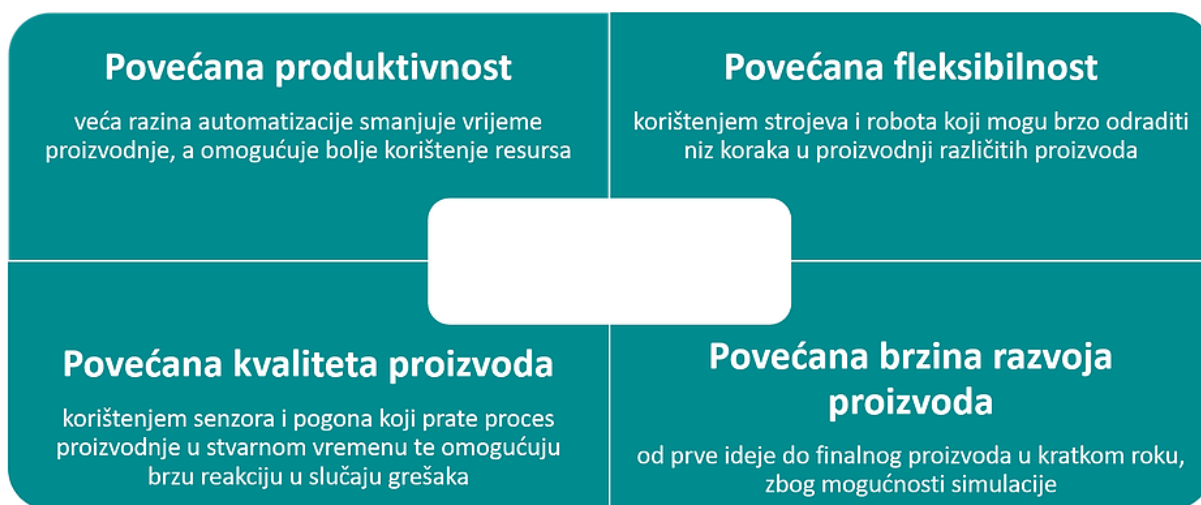 Povećana produktivnost
veća razina automatizacije smanjuje vrijeme
proizvodnje, a omogućuje bolje korištenje resursa
Povećana fleksibilnost
korištenjem strojeva i robota koji mogu brzo odraditi
niz koraka u proizvodnji različitih proizvoda
Povećana kvaliteta proizvoda
korištenjem senzora i pogona koji prate proces
proizvodnje u stvarnom vremenu te omogućuju
brzu reakciju u slučaju grešaka
Povećana brzina razvoja
proizvoda
od prve ideje do finalnog proizvoda u kratkom roku,
zbog mogućnosti simulacije